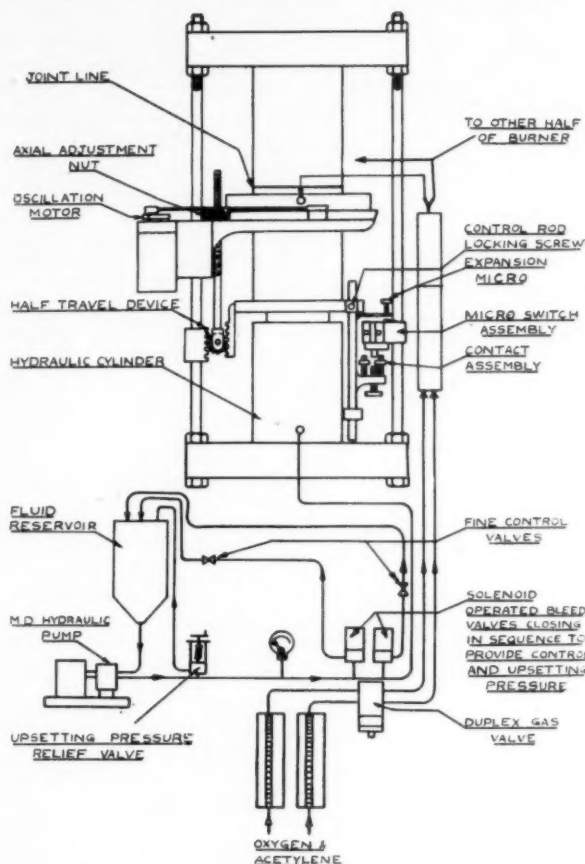 JOINT LINE
AXIAL ADJUSTMENT
NUT
OSCILLATION
MOTOR
HALF TRAVEL DEVICE
HYDRAULIC CYLINDER
FLUID
RESERVOIR
M.D HYDRAULIC
PUMP
UPSETTING PRESSURE
RELIEF VALVE
TO OTHER HALF
OF BURNER
CONTROL ROD
LOCKING SCREW
EXPANSION
MICRO
MICRO SWITCH
ASSEMBLY
CONTACT
ASSEMBLY
FINE CONTROL
VALVES
SOLENOID
OPERATED BLEED
VALVES CLOSING
IN SEQUENCE TO
PROVIDE CONTROL
AND UPSETTING
PRESSURE
DUPLEX GAS
VALVE
OXYGEN &
ACETYLENE